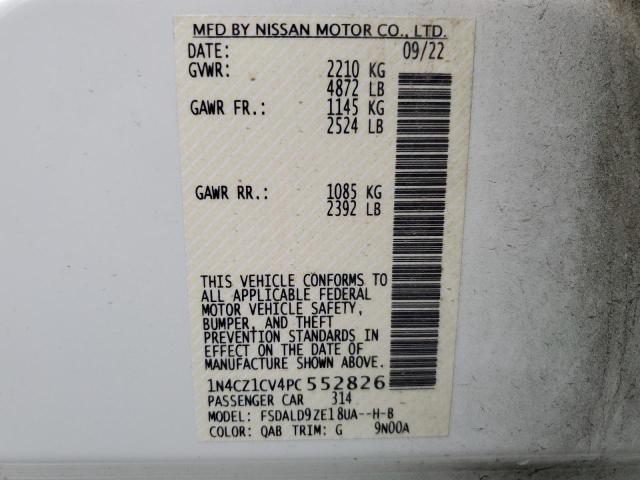 MFD BY NISSAN MOTOR CO., LTD.
DATE: 09/22
GVWR: 2210 KG
4872 LB
GAWR FR.: 1145 KG
2524 LB
GAWR RR.: 1085 KG
2392 LB
THIS VEHICLE CONFORMS TO
ALL APPLICABLE FEDERAL
MOTOR VEHICLE SAFETY,
BUMPER, AND THEFT
PREVENTION STANDARDS IN
EFFECT ON THE DATE OF
MANUFACTURE SHOWN ABOVE.
1N4CZ1CV4PC552826
PASSENGER CAR 314
MODEL: FSDALD9ZE18UA--H-B
COLOR: QAB TRIM: G 9N00A